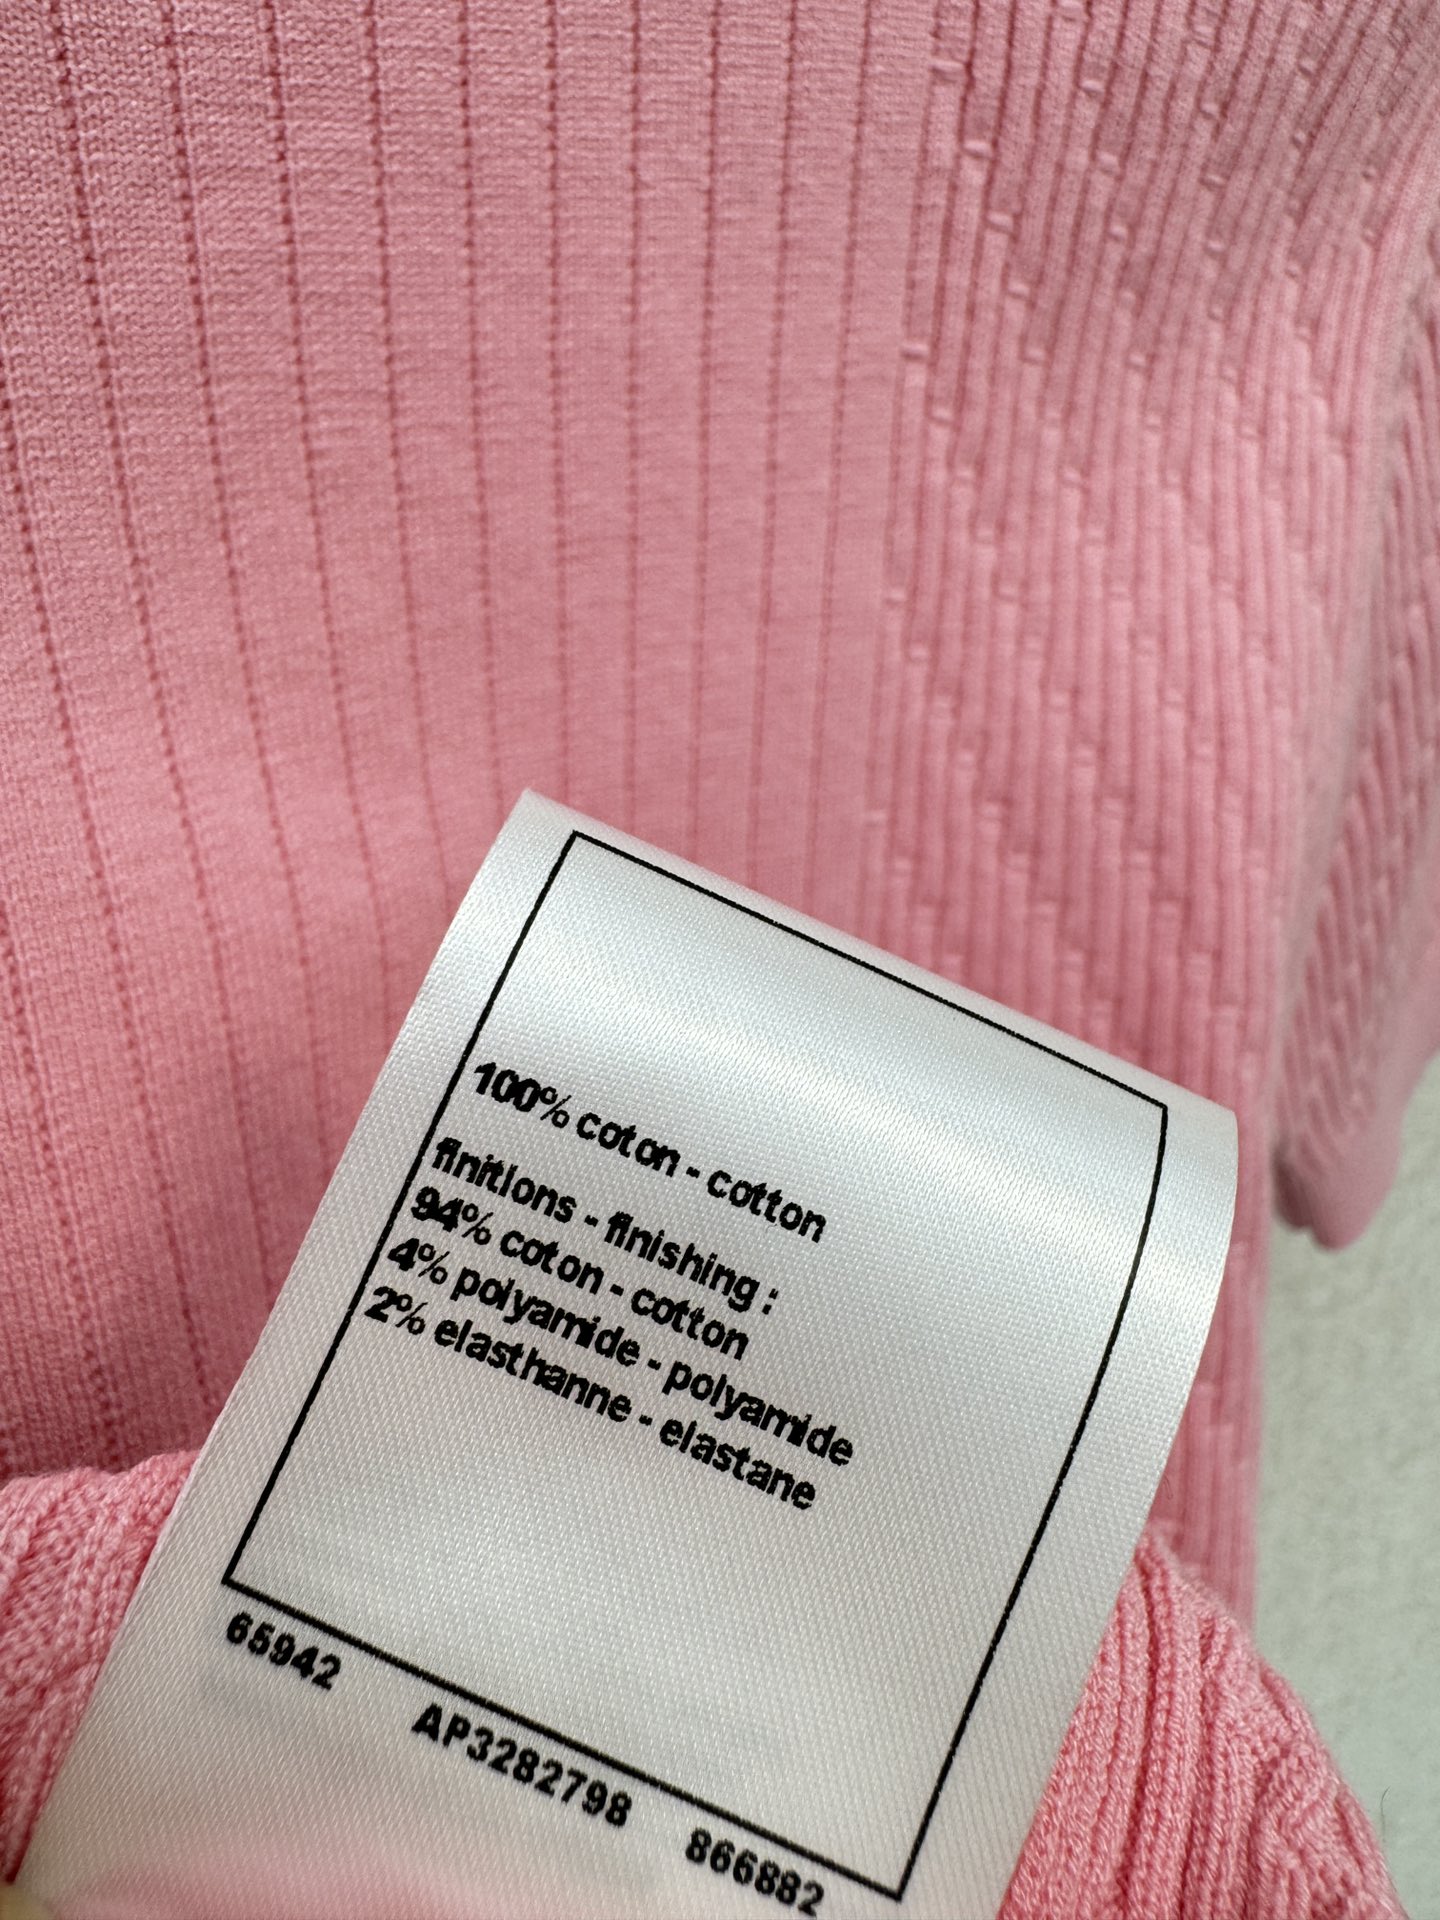 100% coton - cotton
finitions - finishing :
94% coton - cotton
4% polyamide - polyamide
2% elasthanne - elastane
65942 AP3282798 866882